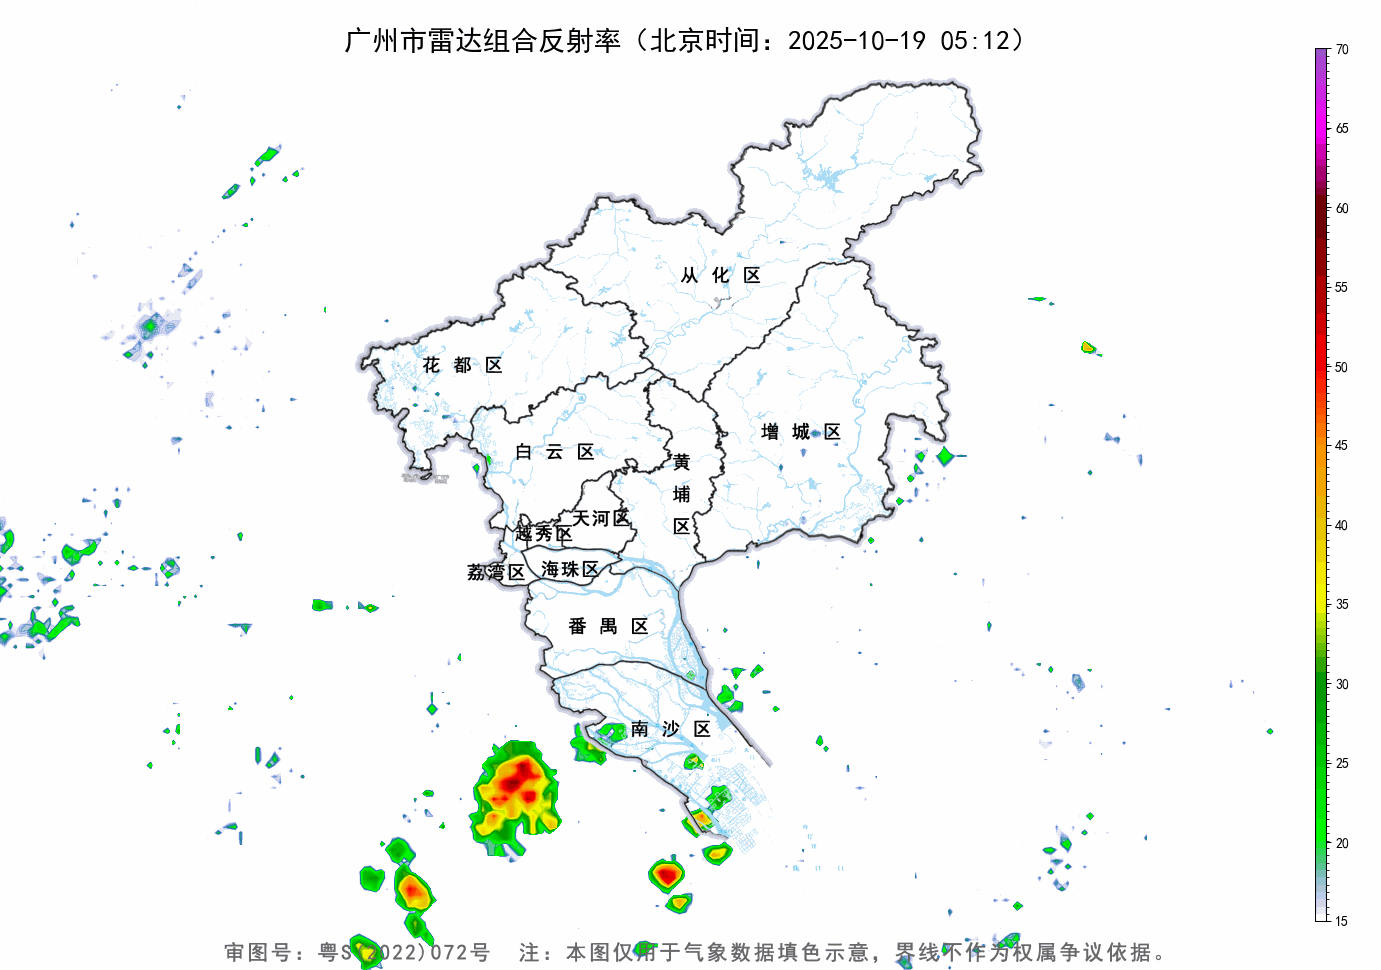 广州市雷达组合反射率（北京时间：2025-10-19 05:12）
70
65
60
55
50
45
40
35
30
25
20
15
从化区
花都区
增城区
白云区
黄埔区
天河区
越秀区
荔湾区
海珠区
番禺区
南沙区
审图号：粤S(2022)072号 注：本图仅用于气象数据填色示意，界线不作为权属争议依据。